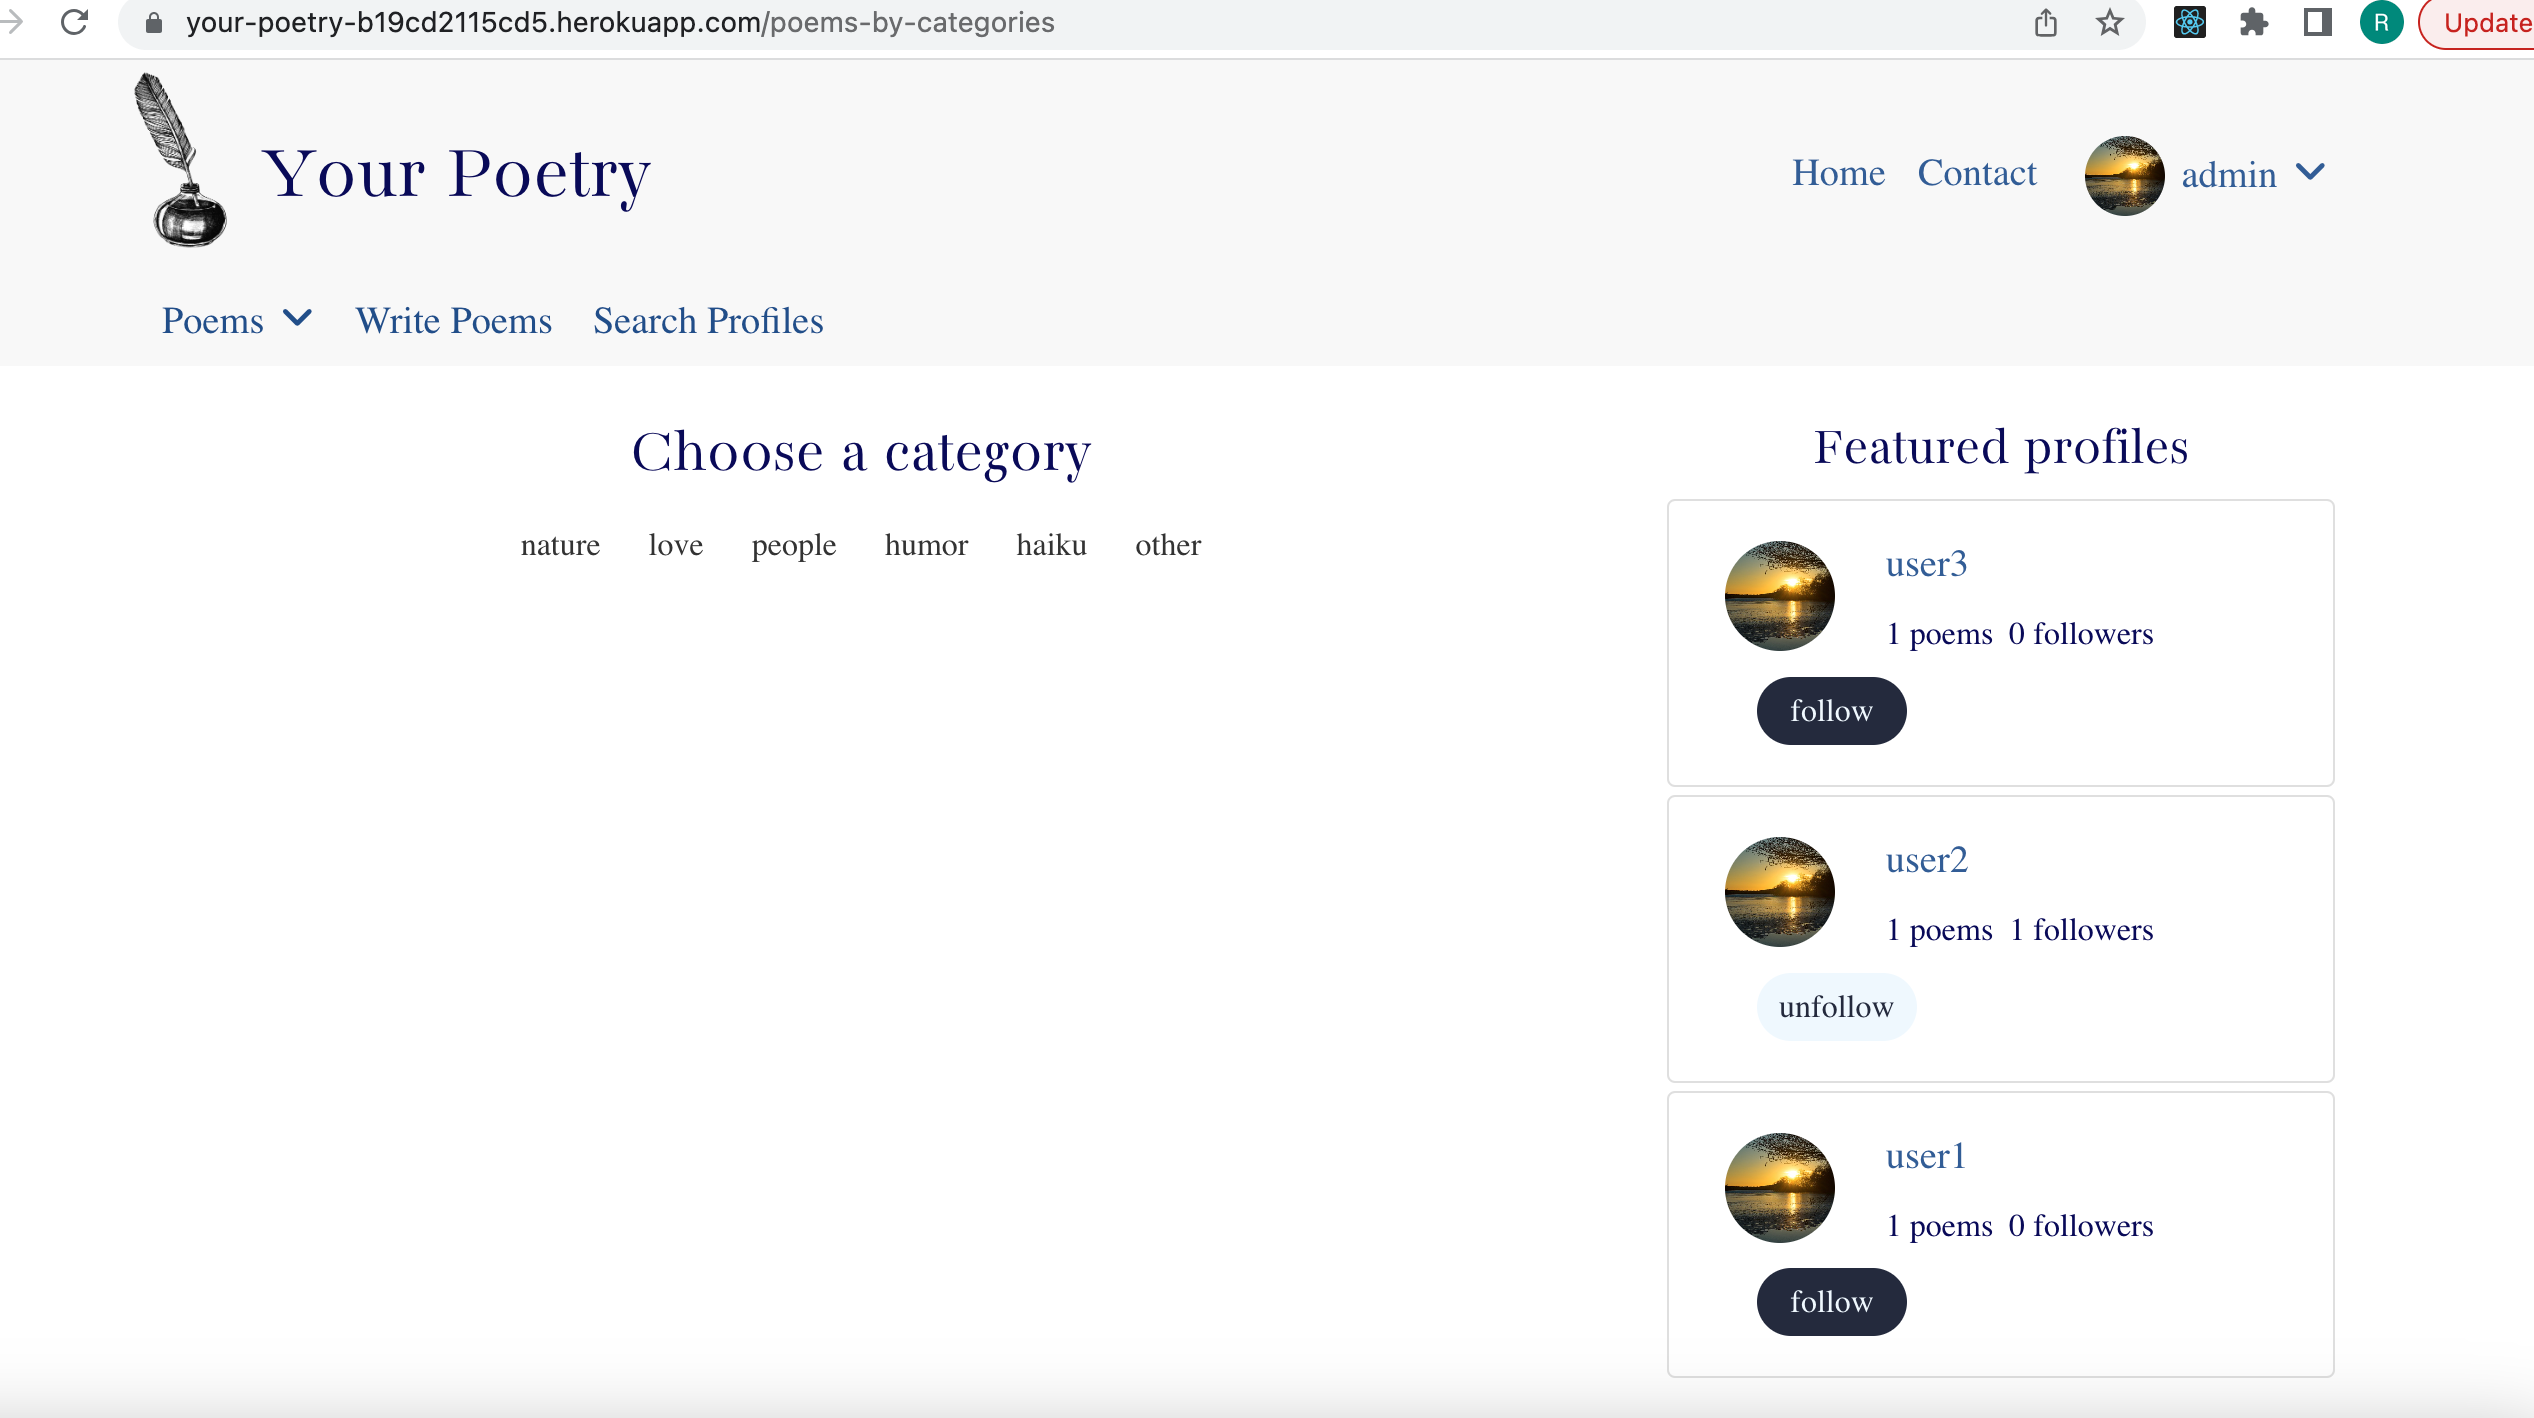 your-poetry-b19cd2115cd5.herokuapp.com/poems-by-categories
R
Update
Your Poetry
Home Contact admin
Poems Write Poems Search Profiles
Choose a category
nature love people humor haiku other
Featured profiles
user3
1 poems 0 followers
follow
user2
1 poems 1 followers
unfollow
user1
1 poems 0 followers
follow